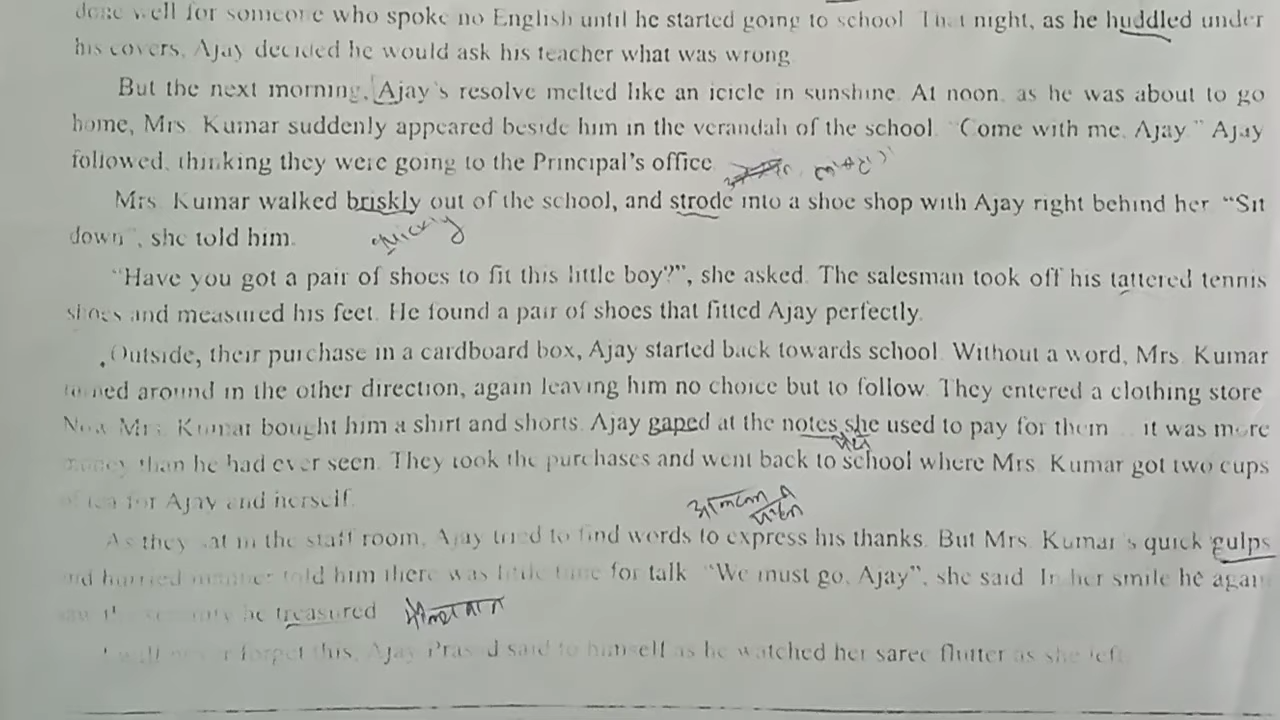 done well for someone who spoke no English until he started going to school. That night, as he huddled under
his covers, Ajay decided he would ask his teacher what was wrong.
But the next morning, Ajay's resolve melted like an icicle in sunshine. At noon, as he was about to go
home, Mrs. Kumar suddenly appeared beside him in the verandah of the school. "Come with me, Ajay." Ajay
followed, thinking they were going to the Principal's office.
Mrs. Kumar walked briskly out of the school, and strode into a shoe shop with Ajay right behind her. "Sit
down", she told him.
quickly
"Have you got a pair of shoes to fit this little boy?", she asked. The salesman took off his tattered tennis
shoes and measured his feet. He found a pair of shoes that fitted Ajay perfectly.
Outside, their purchase in a cardboard box, Ajay started back towards school. Without a word, Mrs. Kumar
turned around in the other direction, again leaving him no choice but to follow. They entered a clothing store.
Now Mrs. Kumar bought him a shirt and shorts. Ajay gaped at the notes she used to pay for them ... it was more
money than he had ever seen. They took the purchases and went back to school where Mrs. Kumar got two cups
of tea for Ajay and herself.
As they sat in the staff room, Ajay tried to find words to express his thanks. But Mrs. Kumar's quick gulps
and hurried manner told him there was little time for talk. "We must go, Ajay", she said. In her smile he again
saw the he treasured
I will never forget this, Ajay Prasad said to himself as he watched her saree flutter as she left.